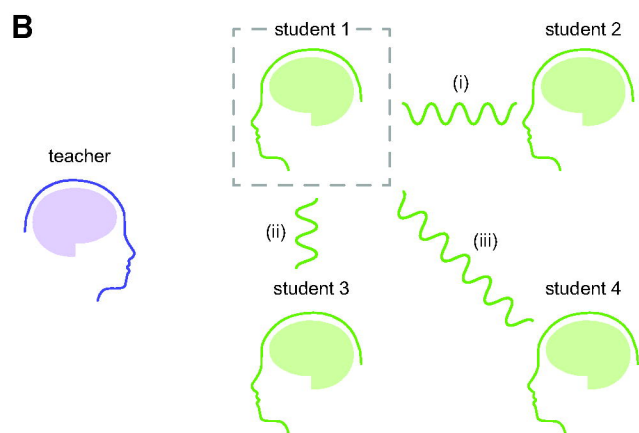 B
student 1
student 2
(i)
teacher
(ii)
(iii)
student 3
student 4